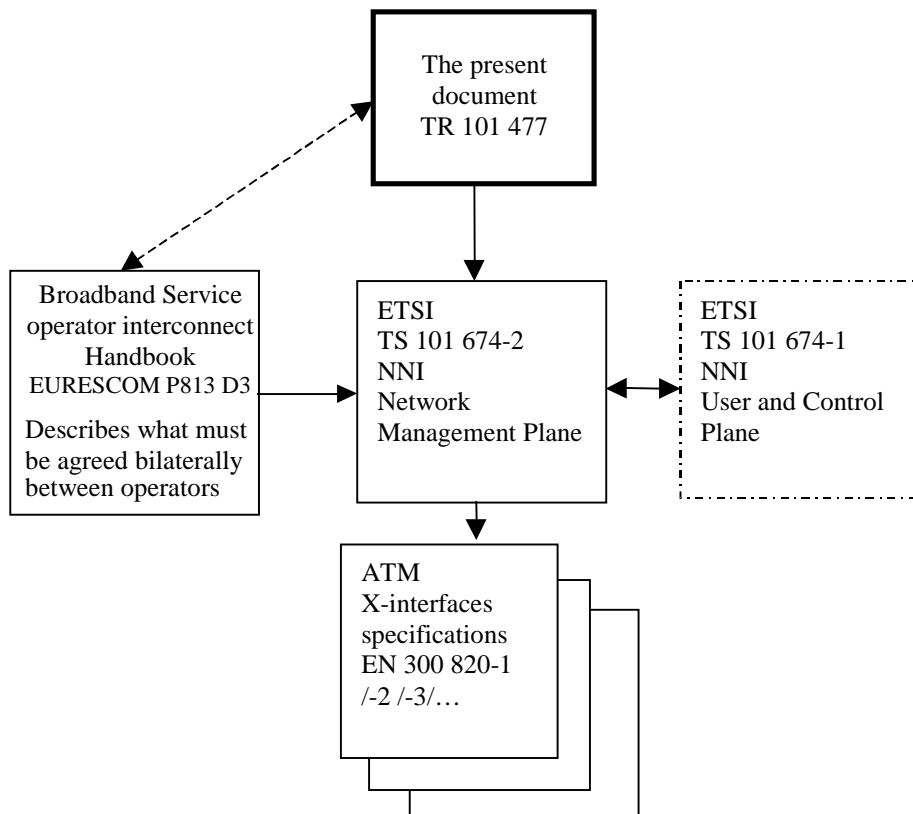 The present
document
TR 101 477
Broadband Service
operator interconnect
Handbook
EURESCOM P813 D3
Describes what must
be agreed bilaterally
between operators
ETSI
TS 101 674-2
NNI
Network
Management Plane
ETSI
TS 101 674-1
NNI
User and Control
Plane
ATM
X-interfaces
specifications
EN 300 820-1
/-2 /-3/…